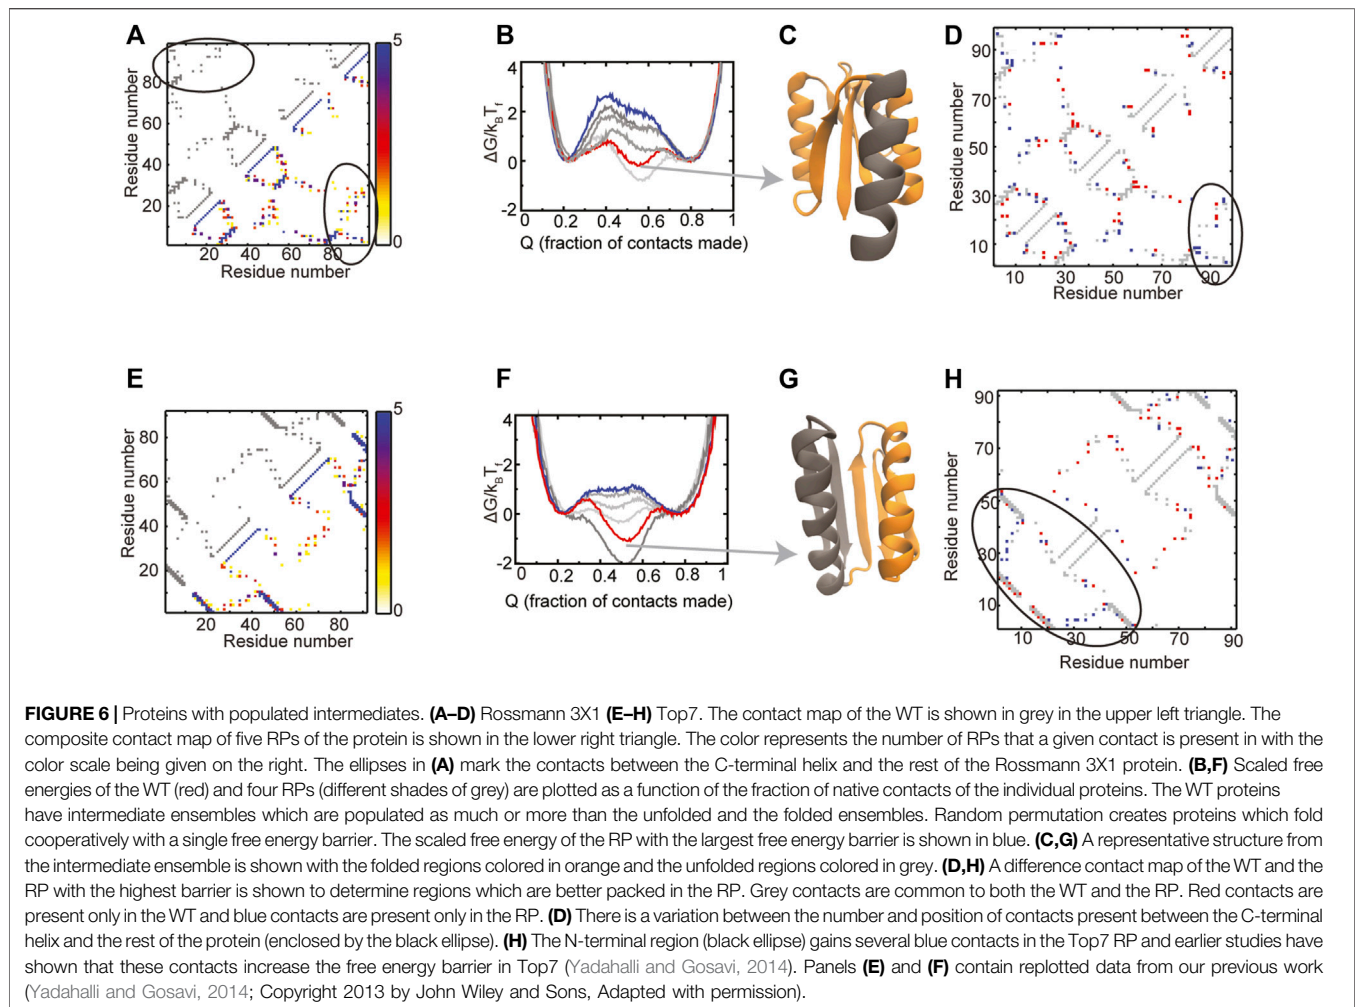 A
B
C
D
5
0
80
60
40
20
20 40 60 80
Residue number
Residue number
4
2
0
-2
0 0.2 0.4 0.6 0.8 1
ΔG/kBTf
Q (fraction of contacts made)
90
70
50
30
10
10 30 50 70 90
Residue number
Residue number
E
F
G
H
5
0
80
60
40
20
20 40 60 80
Residue number
Residue number
4
2
0
-2
0 0.2 0.4 0.6 0.8 1
ΔG/kBTf
Q (fraction of contacts made)
90
70
50
30
10
10 30 50 70 92
Residue number
Residue number
FIGURE 6 | Proteins with populated intermediates. (A–D) Rossmann 3X1 (E–H) Top7. The contact map of the WT is shown in grey in the upper left triangle. The
composite contact map of five RPs of the protein is shown in the lower right triangle. The color represents the number of RPs that a given contact is present in with the
color scale being given on the right. The ellipses in (A) mark the contacts between the C-terminal helix and the rest of the Rossmann 3X1 protein. (B,F) Scaled free
energies of the WT (red) and four RPs (different shades of grey) are plotted as a function of the fraction of native contacts of the individual proteins. The WT proteins
have intermediate ensembles which are populated as much or more than the unfolded and the folded ensembles. Random permutation creates proteins which fold
cooperatively with a single free energy barrier. The scaled free energy of the RP with the largest free energy barrier is shown in blue. (C,G) A representative structure from
the intermediate ensemble is shown with the folded regions colored in orange and the unfolded regions colored in grey. (D,H) A difference contact map of the WT and the
RP with the highest barrier is shown to determine regions which are better packed in the RP. Grey contacts are common to both the WT and the RP. Red contacts are
present only in the WT and blue contacts are present only in the RP. (D) There is a variation between the number and position of contacts present between the C-terminal
helix and the rest of the protein (enclosed by the black ellipse). (H) The N-terminal region (black ellipse) gains several blue contacts in the Top7 RP and earlier studies have
shown that these contacts increase the free energy barrier in Top7 (Yadahalli and Gosavi, 2014). Panels (E) and (F) contain replotted data from our previous work
(Yadahalli and Gosavi, 2014; Copyright 2013 by John Wiley and Sons, Adapted with permission).